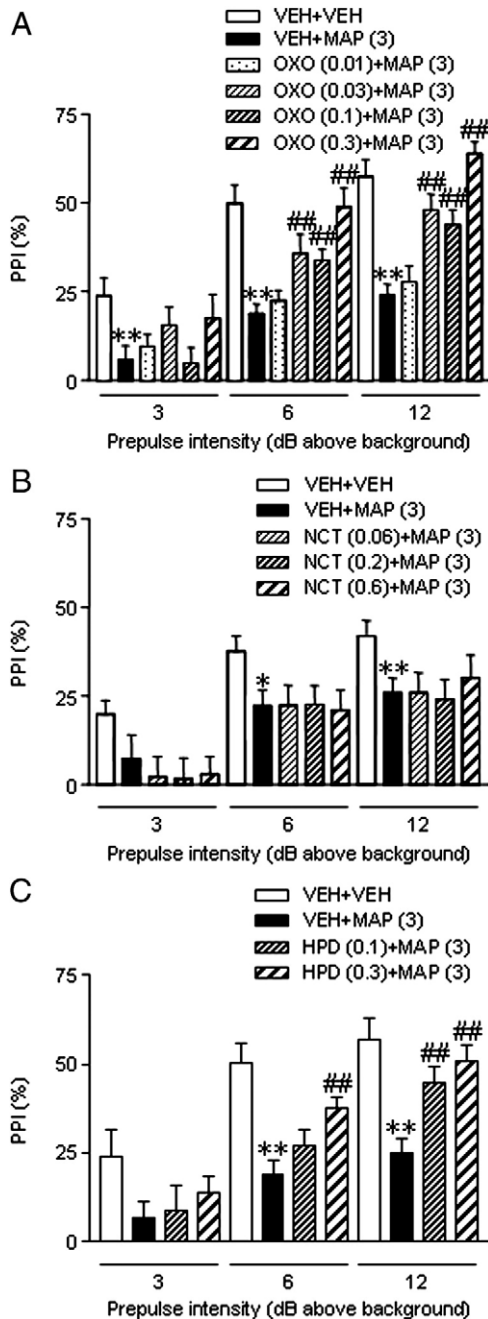 A
VEH+VEH
VEH+MAP (3)
OXO (0.01)+MAP (3)
OXO (0.03)+MAP (3)
OXO (0.1)+MAP (3)
OXO (0.3)+MAP (3)
PPI (%)
75
50
25
0
**
**
##
##
##
**
##
##
##
3
6
12
Prepulse intensity (dB above background)
B
VEH+VEH
VEH+MAP (3)
NCT (0.06)+MAP (3)
NCT (0.2)+MAP (3)
NCT (0.6)+MAP (3)
PPI (%)
75
50
25
0
*
**
3
6
12
Prepulse intensity (dB above background)
C
VEH+VEH
VEH+MAP (3)
HPD (0.1)+MAP (3)
HPD (0.3)+MAP (3)
PPI (%)
75
50
25
0
**
##
**
##
##
3
6
12
Prepulse intensity (dB above background)